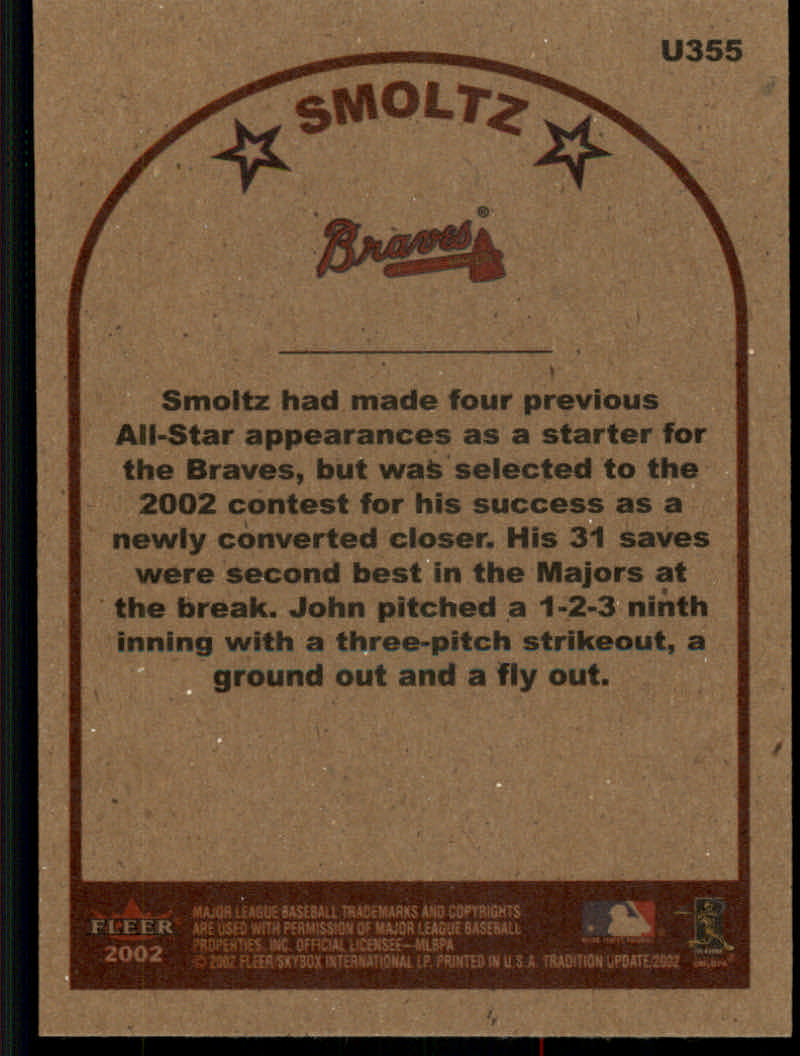 U355
SMOLTZ
Braves®
Smoltz had made four previous
All-Star appearances as a starter for
the Braves, but was selected to the
2002 contest for his success as a
newly converted closer. His 31 saves
were second best in the Majors at
the break. John pitched a 1-2-3 ninth
inning with a three-pitch strikeout, a
ground out and a fly out.
FLEER
2002
MAJOR LEAGUE BASEBALL TRADEMARKS AND COPYRIGHTS
ARE USED WITH PERMISSION OF MAJOR LEAGUE BASEBALL
PROPERTIES, INC. OFFICIAL LICENSEE—MLBPA
© 2002 FLEER/SKYBOX INTERNATIONAL LP. PRINTED IN U.S.A. TRADITION UPDATE/2002